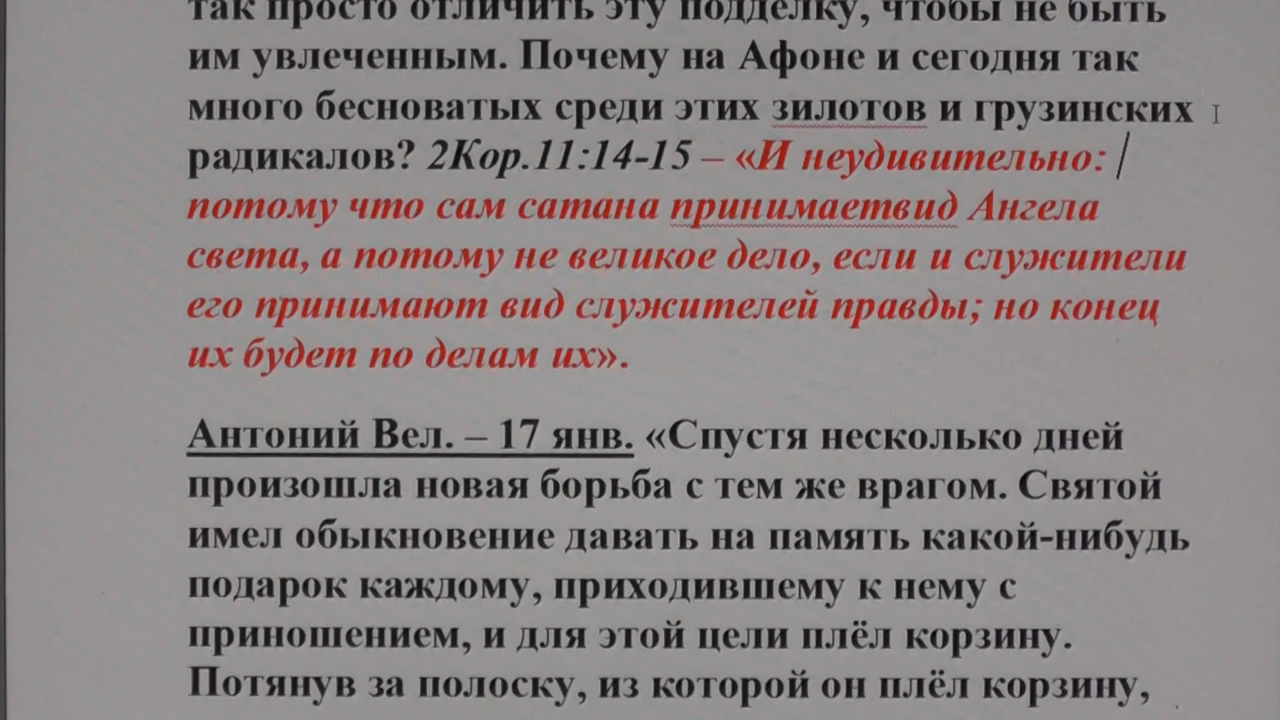 так просто отличить эту подделку, чтобы не быть
им увлеченным. Почему на Афоне и сегодня так
много бесноватых среди этих зилотов и грузинских
радикалов? 2Кор.11:14-15 – «И неудивительно:
потому что сам сатана принимаетвид Ангела
света, а потому не великое дело, если и служители
его принимают вид служителей правды; но конец
их будет по делам их».
Антоний Вел. – 17 янв. «Спустя несколько дней
произошла новая борьба с тем же врагом. Святой
имел обыкновение давать на память какой-нибудь
подарок каждому, приходившему к нему с
приношением, и для этой цели плёл корзину.
Потянув за полоску, из которой он плёл корзину,